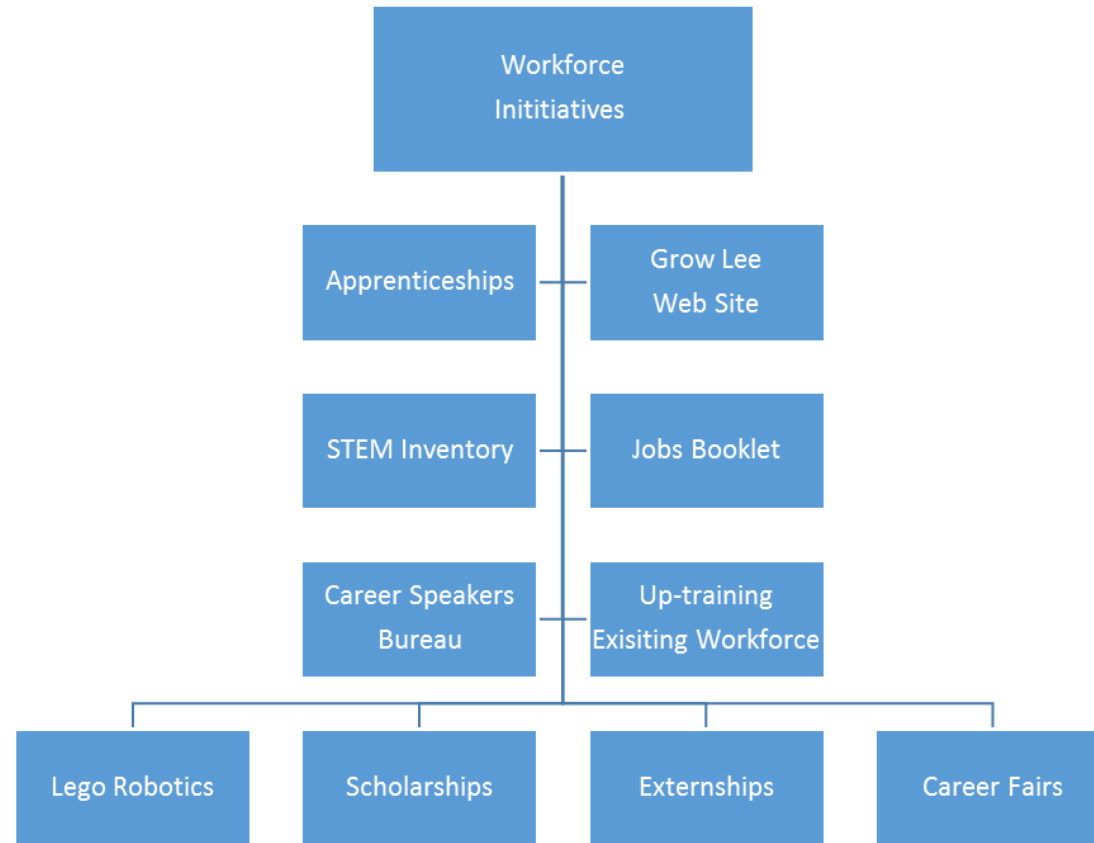 Workforce
Inititiatives
Apprenticeships
Grow Lee
Web Site
STEM Inventory
Jobs Booklet
Career Speakers
Bureau
Up-training
Exisiting Workforce
Lego Robotics
Scholarships
Externships
Career Fairs